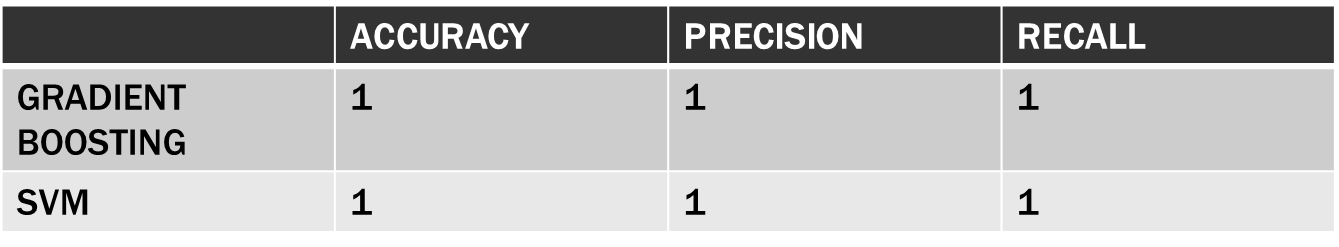 ACCURACY PRECISION RECALL
GRADIENT 1 1 1
BOOSTING
SVM 1 1 1